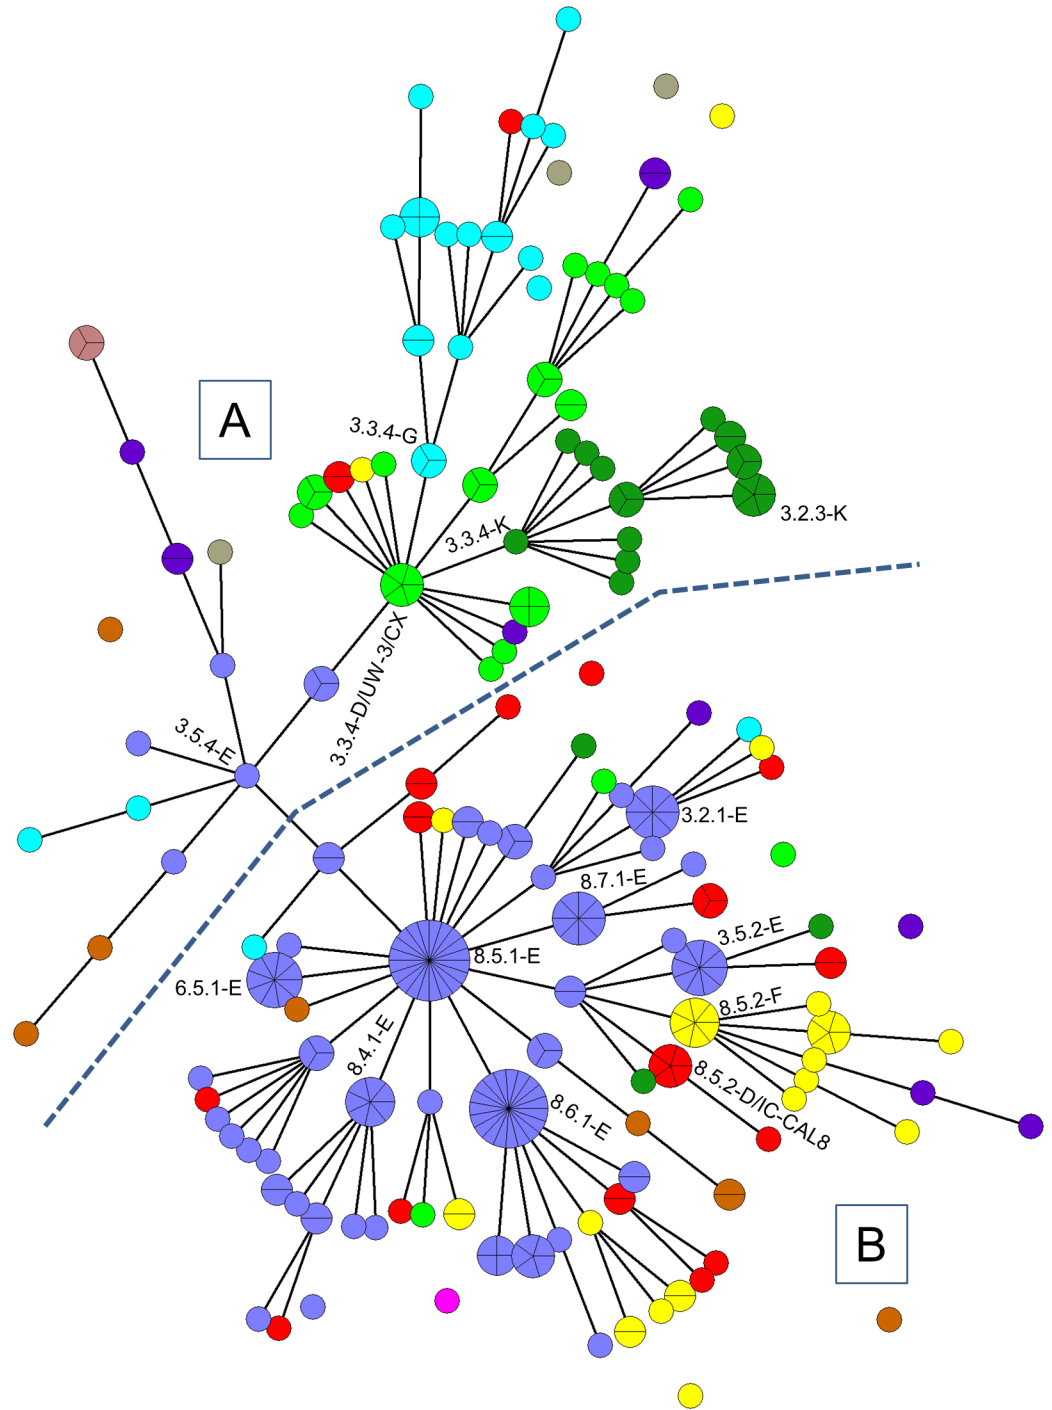 A
3.3.4-G
3.3.4-K
3.2.3-K
3.3.4-D/UW-3/CX
3.5.4-E
3.2.1-E
8.7.1-E
3.5.2-E
8.5.1-E
6.5.1-E
8.5.2-F
8.4.1-E
8.5.2-D/IC-CAL8
8.6.1-E
B